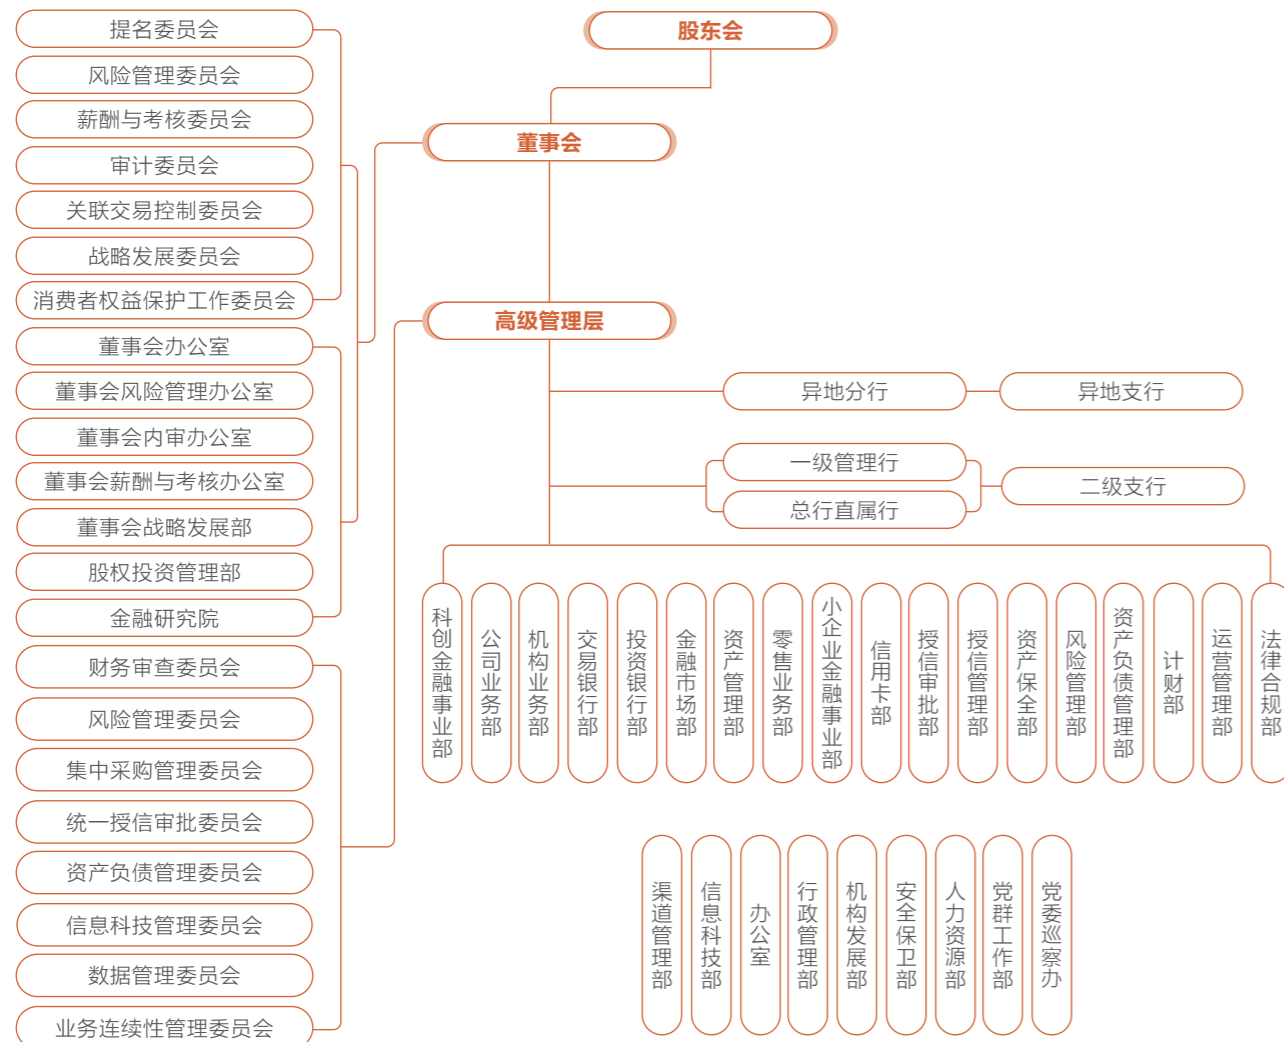 股东会
董事会
高级管理层
提名委员会
风险管理委员会
薪酬与考核委员会
审计委员会
关联交易控制委员会
战略发展委员会
消费者权益保护工作委员会
董事会办公室
董事会风险管理办公室
董事会内审办公室
董事会薪酬与考核办公室
董事会战略发展部
股权投资管理部
金融研究院
财务审查委员会
风险管理委员会
集中采购管理委员会
统一授信审批委员会
资产负债管理委员会
信息科技管理委员会
数据管理委员会
业务连续性管理委员会
异地分行
异地支行
一级管理行
总行直属行
二级支行
科创金融事业部
公司业务部
机构业务部
交易银行部
投资银行部
金融市场部
资产管理部
零售业务部
小企业金融事业部
信用卡部
授信审批部
授信管理部
资产保全部
风险管理部
资产负债管理部
计财部
运营管理部
法律合规部
渠道管理部
信息科技部
办公室
行政管理部
机构发展部
安全保卫部
人力资源部
党群工作部
党委巡察办